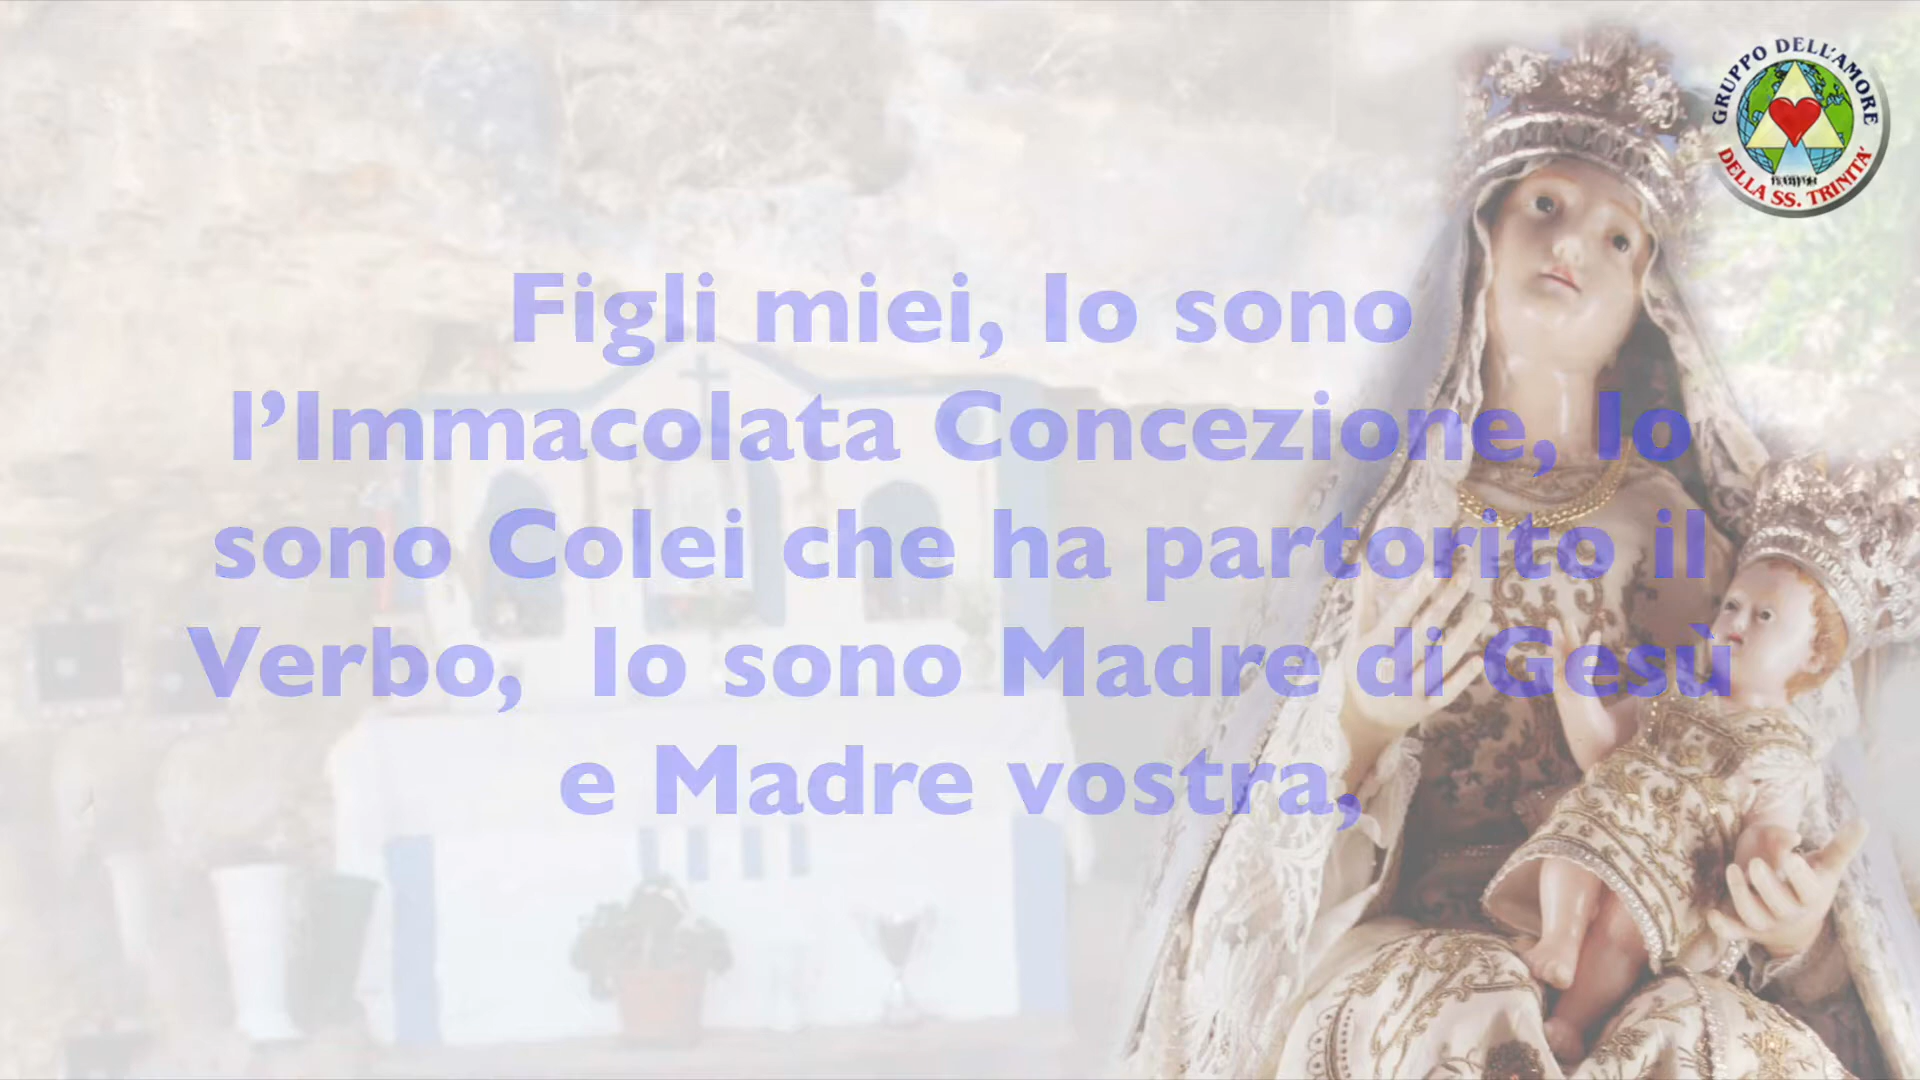 GRUPPO DELL'AMORE
DELLA SS. TRINITA'
Figli miei, Io sono
l’Immacolata Concezione, Io
sono Colei che ha partorito il
Verbo,  Io sono Madre di Gesù
e Madre vostra,